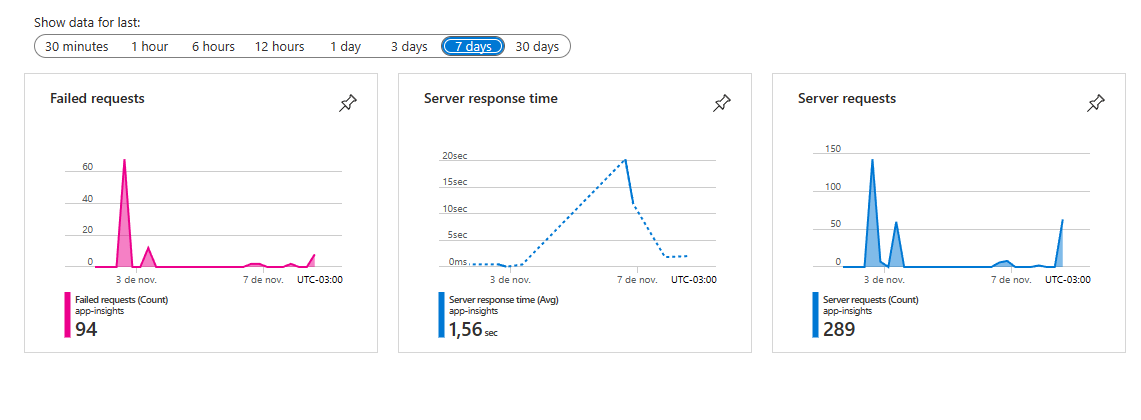 Show data for last:
30 minutes 1 hour 6 hours 12 hours 1 day 3 days 7 days 30 days
Failed requests
60
40
20
0
3 de nov. 7 de nov. UTC-03:00
Failed requests (Count)
app-insights
94
Server response time
20sec
15sec
10sec
5sec
0ms
3 de nov. 7 de nov. UTC-03:00
Server response time (Avg)
app-insights
1,56 sec
Server requests
150
100
50
0
3 de nov. 7 de nov. UTC-03:00
Server requests (Count)
app-insights
289